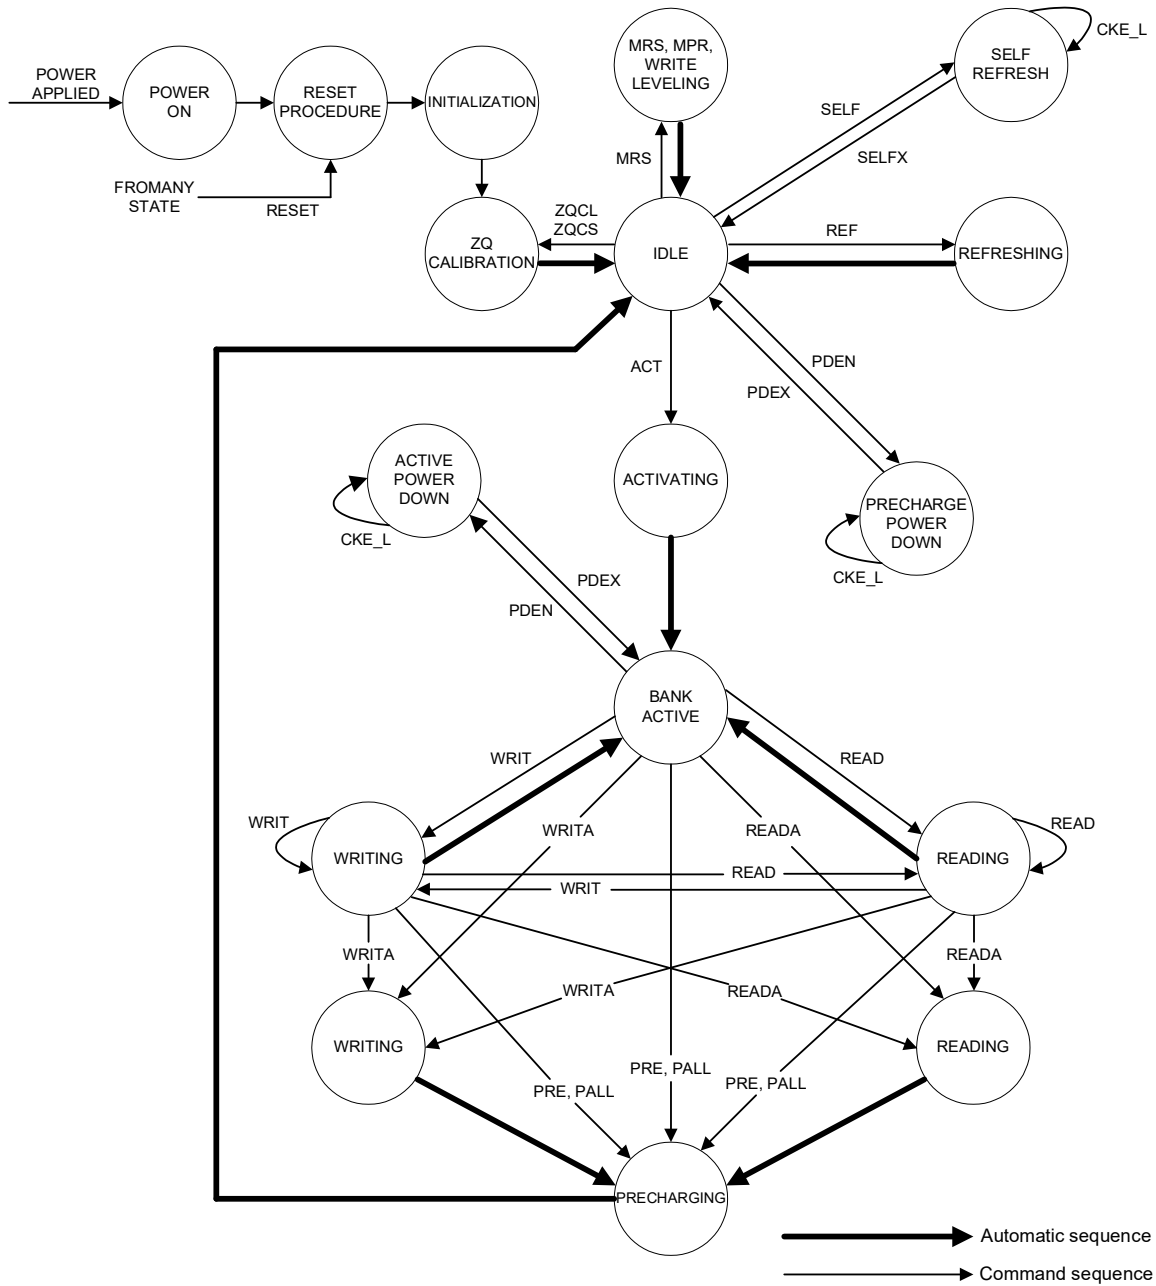 POWER
APPLIED
POWER
ON
RESET
PROCEDURE
INITIALIZATION
FROMANY
STATE
RESET
MRS, MPR,
WRITE
LEVELING
SELF
REFRESH
CKE_L
MRS
SELF
SELFX
ZQCL
ZQCS
ZQ
CALIBRATION
IDLE
REF
REFRESHING
ACT
PDEN
PDEX
ACTIVE
POWER
DOWN
CKE_L
ACTIVATING
PRECHARGE
POWER
DOWN
CKE_L
PDEX
PDEN
BANK
ACTIVE
WRIT
READ
WRIT
WRITA
READA
READ
WRITING
READING
READ
WRIT
WRITA
READA
WRITA
READA
WRITING
READING
PRE, PALL
PRE, PALL
PRE, PALL
PRECHARGING
Automatic sequence
Command sequence